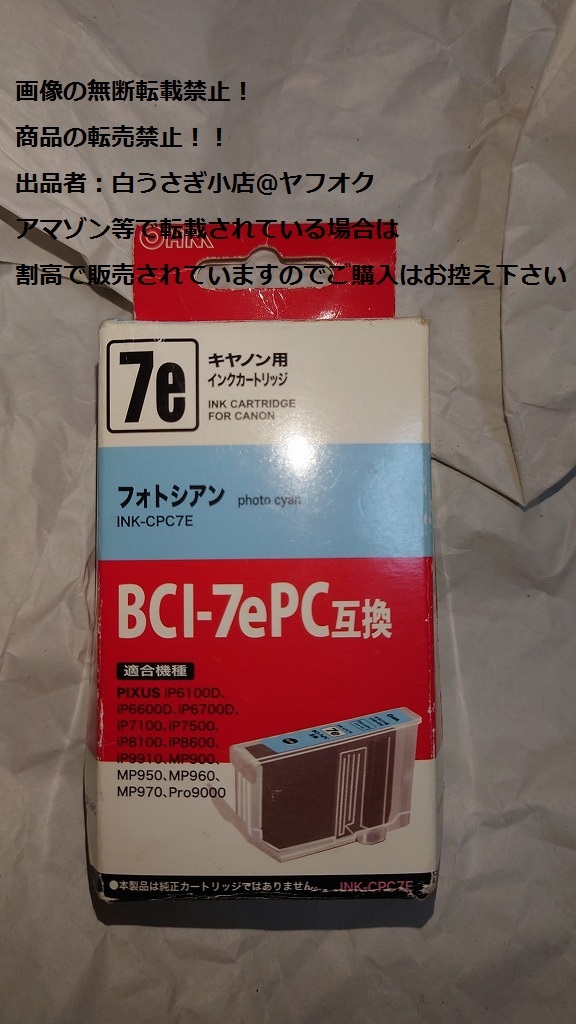 画像の無断転載禁止！
商品の転売禁止！！
出品者：白うさぎ小店@ヤフオク
アマゾン等で転載されている場合は
割高で販売されていますのでご購入はお控え下さい
OHM
7e
キヤノン用
インクカートリッジ
INK CARTRIDGE
FOR CANON
フォトシアン photo cyan
INK-CPC7E
BCI-7ePC互換
適合機種
PIXUS iP6100D、
iP6600D、iP6700D、
iP7100、iP7500、
iP8100、iP8600、
iP9910、MP900、
MP950、MP960、
MP970、Pro9000
7e
●本製品は純正カートリッジではありません。 INK-CPC7E